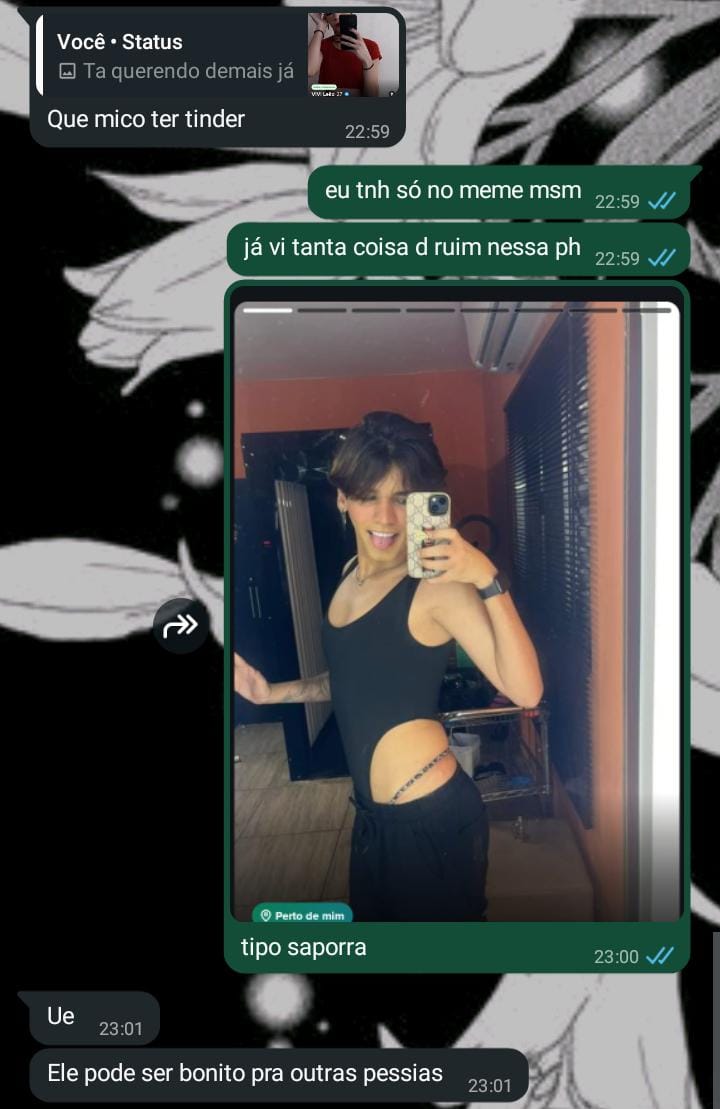 Você • Status
Ta querendo demais já
Que mico ter tinder
22:59
eu tnh só no meme msm
22:59
já vi tanta coisa d ruim nessa ph
22:59
Perto de mim
tipo saporra
23:00
Ue
23:01
Ele pode ser bonito pra outras pessias
23:01